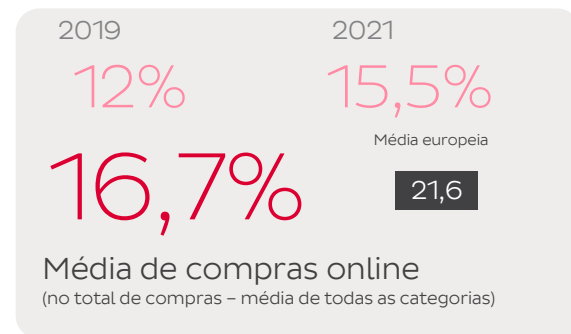 2019
2021
12%
15,5%
16,7%
Média europeia
21,6
Média de compras online
(no total de compras – média de todas as categorias)